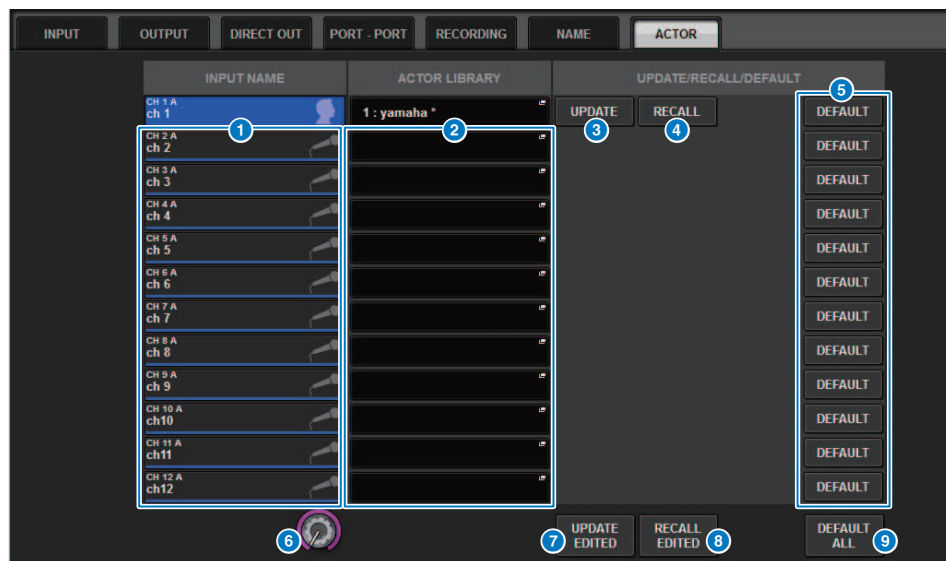 INPUT OUTPUT DIRECT OUT PORT - PORT RECORDING NAME ACTOR
INPUT NAME ACTOR LIBRARY UPDATE/RECALL/DEFAULT
5
CH 1 A
ch 1 1 : yamaha * UPDATE RECALL DEFAULT
1 2 3 4
CH 2 A
ch 2 DEFAULT
CH 3 A
ch 3 DEFAULT
CH 4 A
ch 4 DEFAULT
CH 5 A
ch 5 DEFAULT
CH 6 A
ch 6 DEFAULT
CH 7 A
ch 7 DEFAULT
CH 8 A
ch 8 DEFAULT
CH 9 A
ch 9 DEFAULT
CH 10 A
ch10 DEFAULT
CH 11 A
ch11 DEFAULT
CH 12 A
ch12 DEFAULT
6 7 UPDATE EDITED RECALL EDITED 8 DEFAULT ALL 9